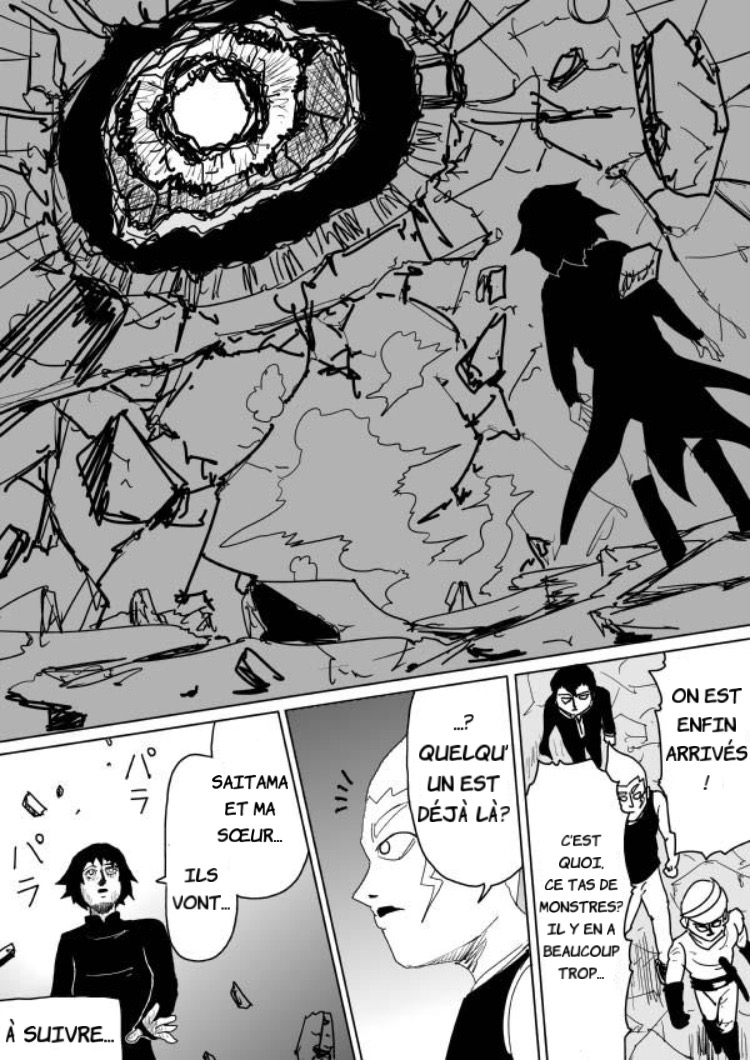 ON EST
ENFIN
ARRIVÉS
!
C'EST
QUOI,
CE TAS DE
MONSTRES?
IL Y EN A
BEAUCOUP
TROP...
...?
QUELQU'
UN EST
DÉJÀ LÀ?
SAITAMA
ET MA
SŒUR...
ILS
VONT...
パラ
パラ
À SUIVRE...